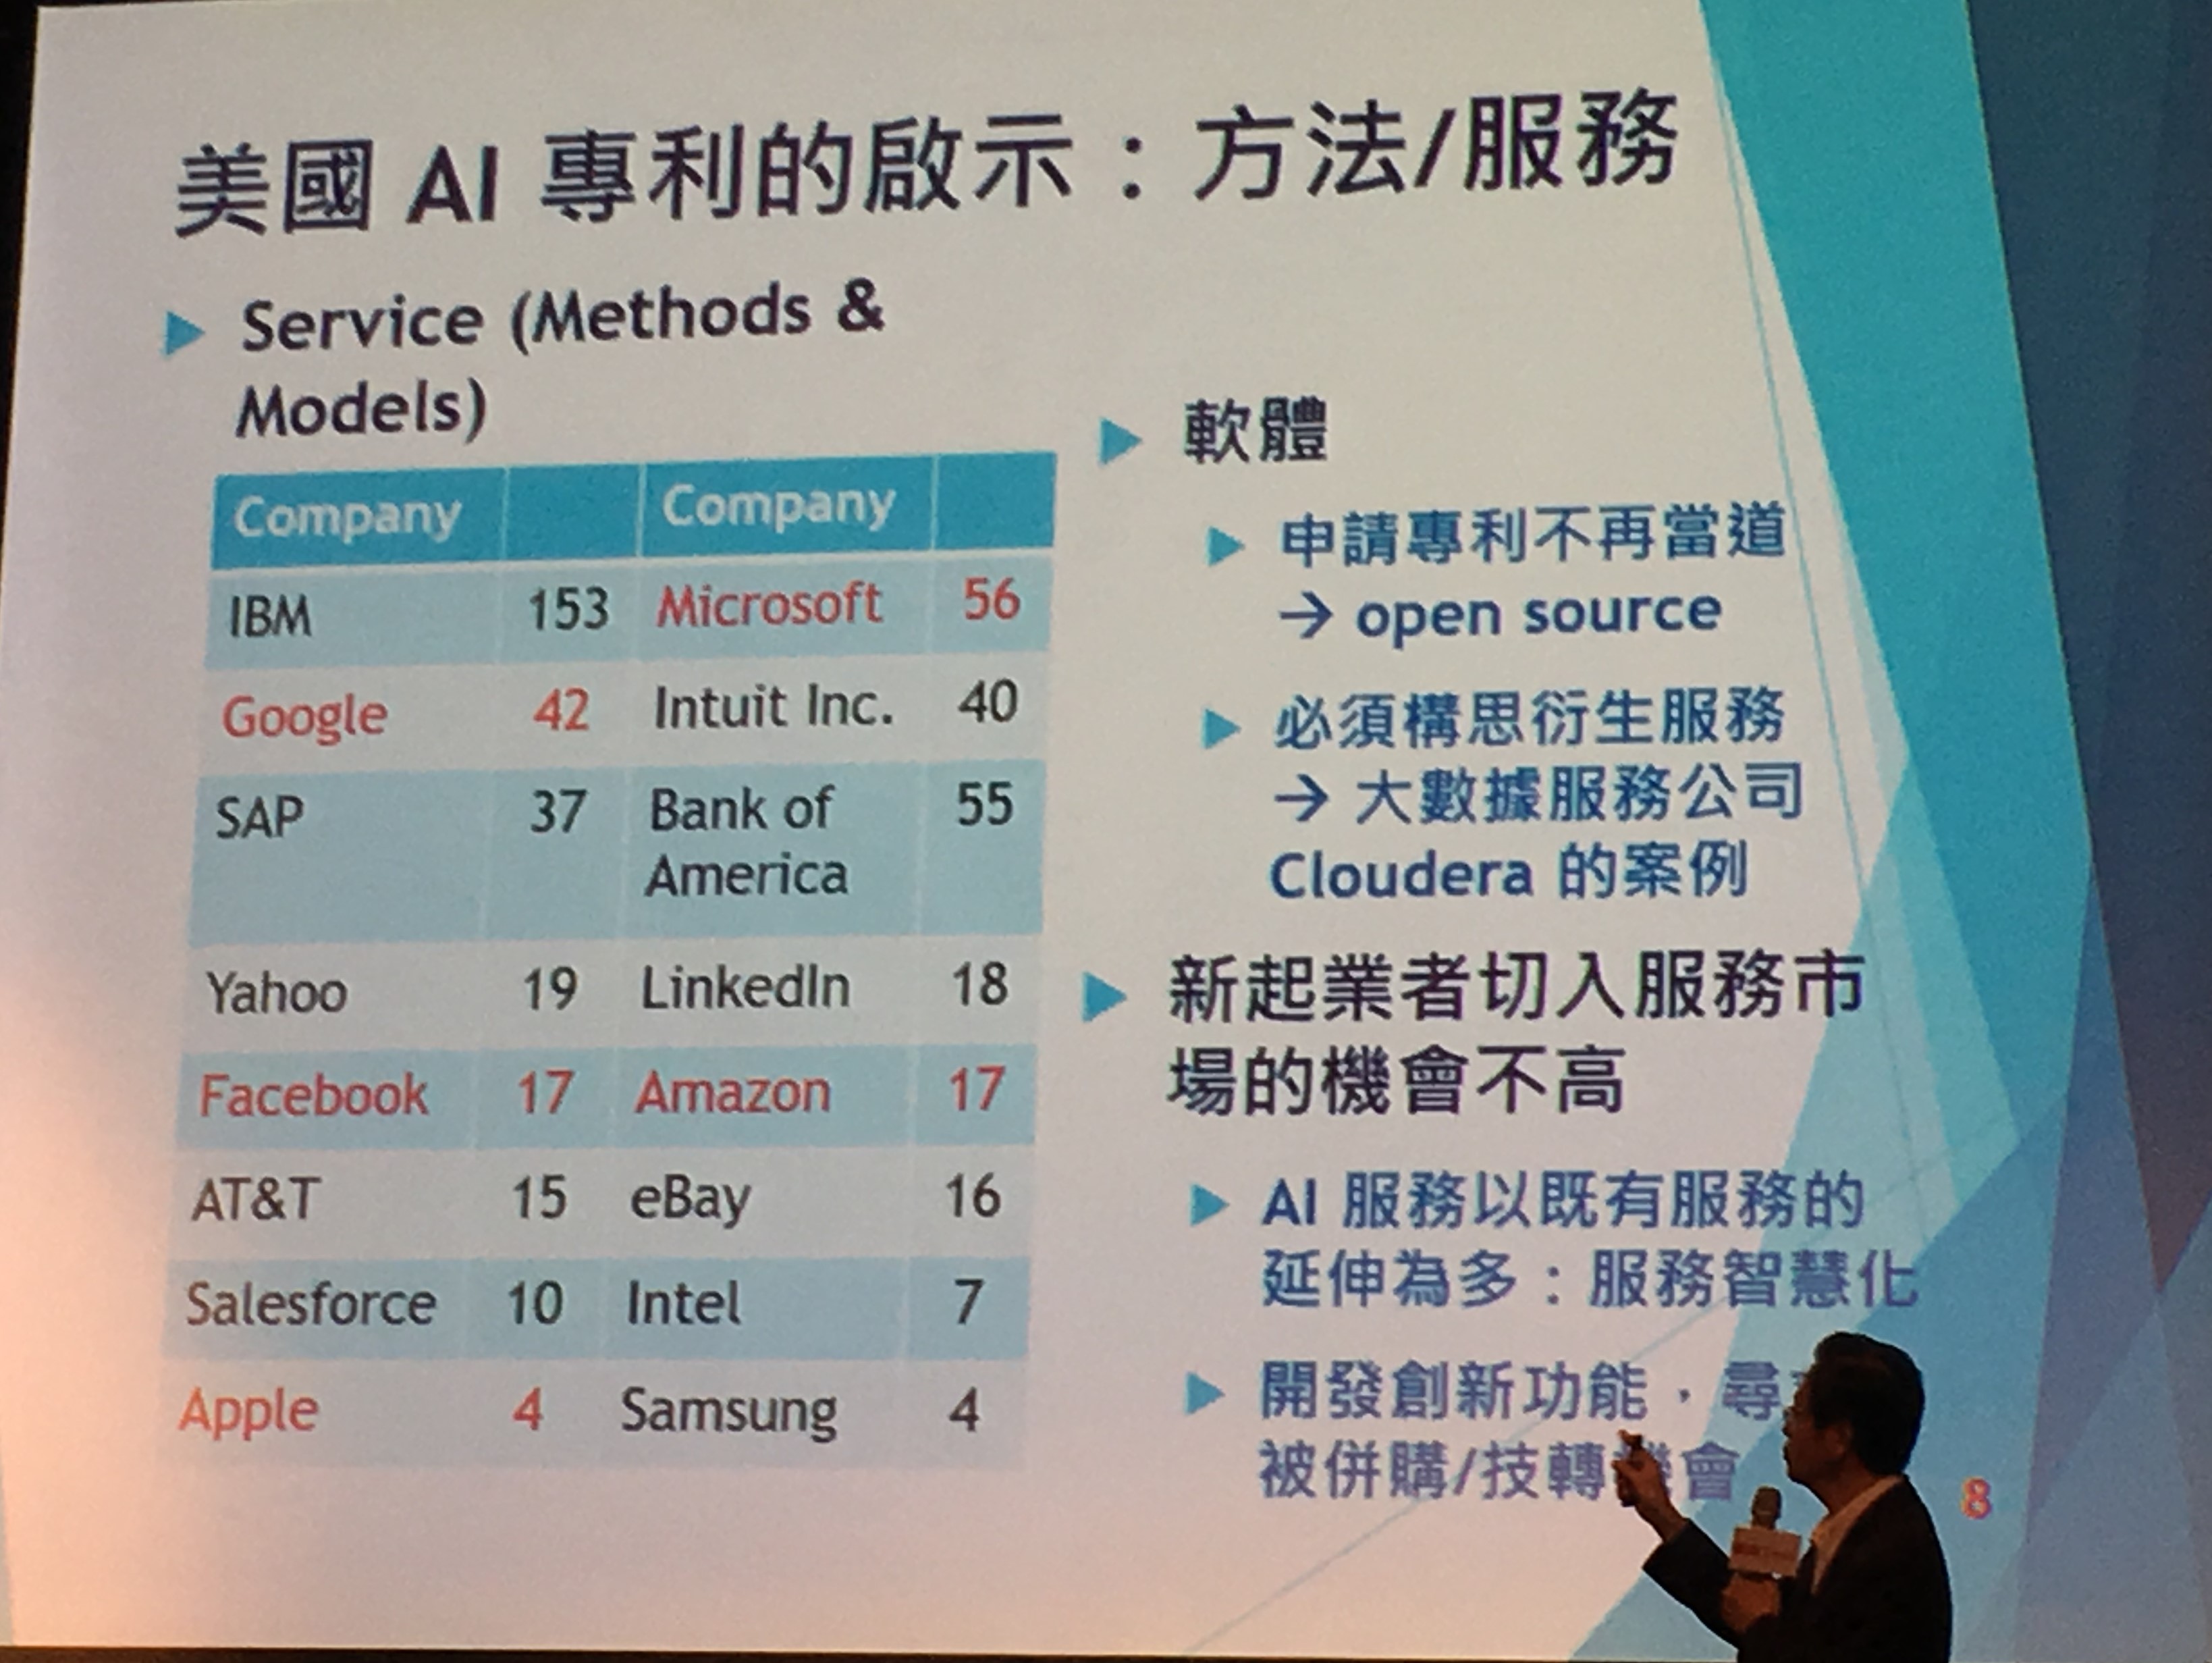 美國 AI 專利的啟示：方法/服務
Service (Methods &
Models)
Company Company
IBM 153 Microsoft 56
Google 42 Intuit Inc. 40
SAP 37 Bank of 55
America
Yahoo 19 LinkedIn 18
Facebook 17 Amazon 17
AT&T 15 eBay 16
Salesforce 10 Intel 7
Apple 4 Samsung 4
軟體
申請專利不再當道
→ open source
必須構思衍生服務
→ 大數據服務公司
Cloudera 的案例
新起業者切入服務市
場的機會不高
AI 服務以既有服務的
延伸為多：服務智慧化
開發創新功能，尋
被併購/技轉機會
8